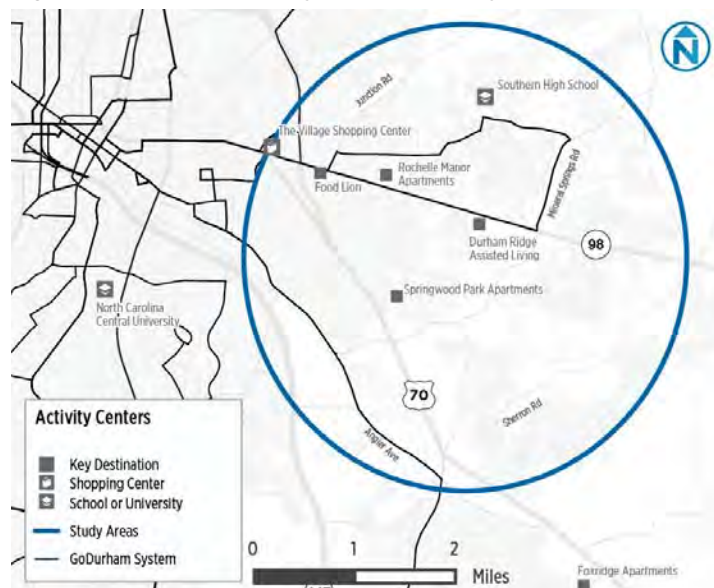 N
Junction Rd
Southern High School
The Village Shopping Center
Rochelle Manor
Apartments
Food Lion
Mineral Springs Rd
Durham Ridge
Assisted Living
98
Springwood Park Apartments
North Carolina
Central University
70
Sherron Rd
Angier Ave
Activity Centers
Key Destination
Shopping Center
School or University
Study Areas
GoDurham System
0 1 2
Miles
Foxridge Apartments